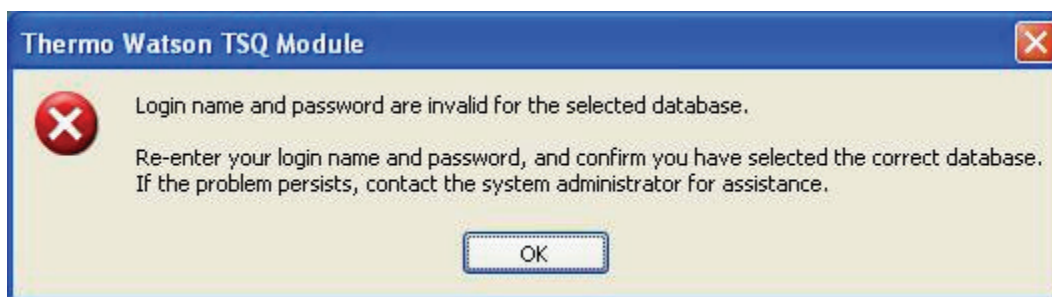 Thermo Watson TSQ Module
Login name and password are invalid for the selected database.
Re-enter your login name and password, and confirm you have selected the correct database.
If the problem persists, contact the system administrator for assistance.
OK